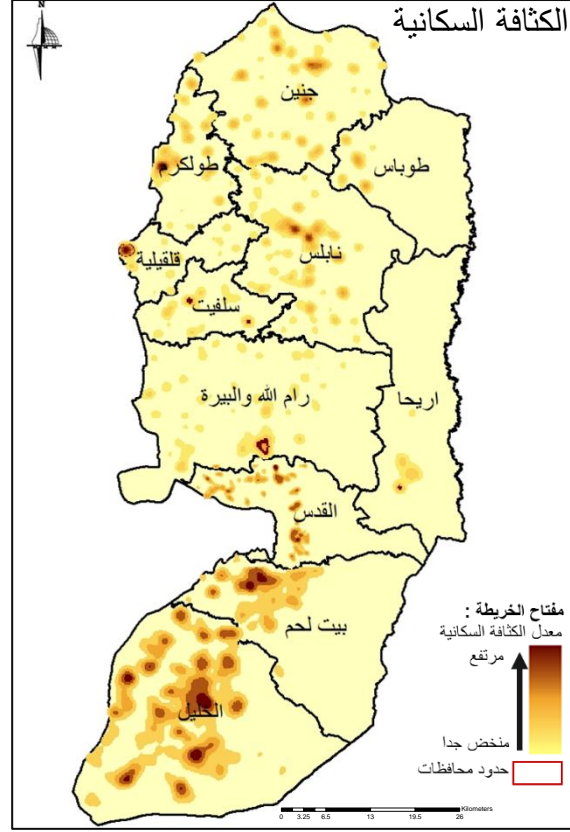 N
الكثافة السكانية
جنين
طوباس
طولكرم
نابلس
قلقيلية
سلفيت
اريحا
رام الله والبيرة
القدس
بيت لحم
الخليل
مفتاح الخريطة :
معدل الكثافة السكانية
مرتفع
منخض جدا
حدود محافظات
Kilometers
0 3.25 6.5 13 19.5 26